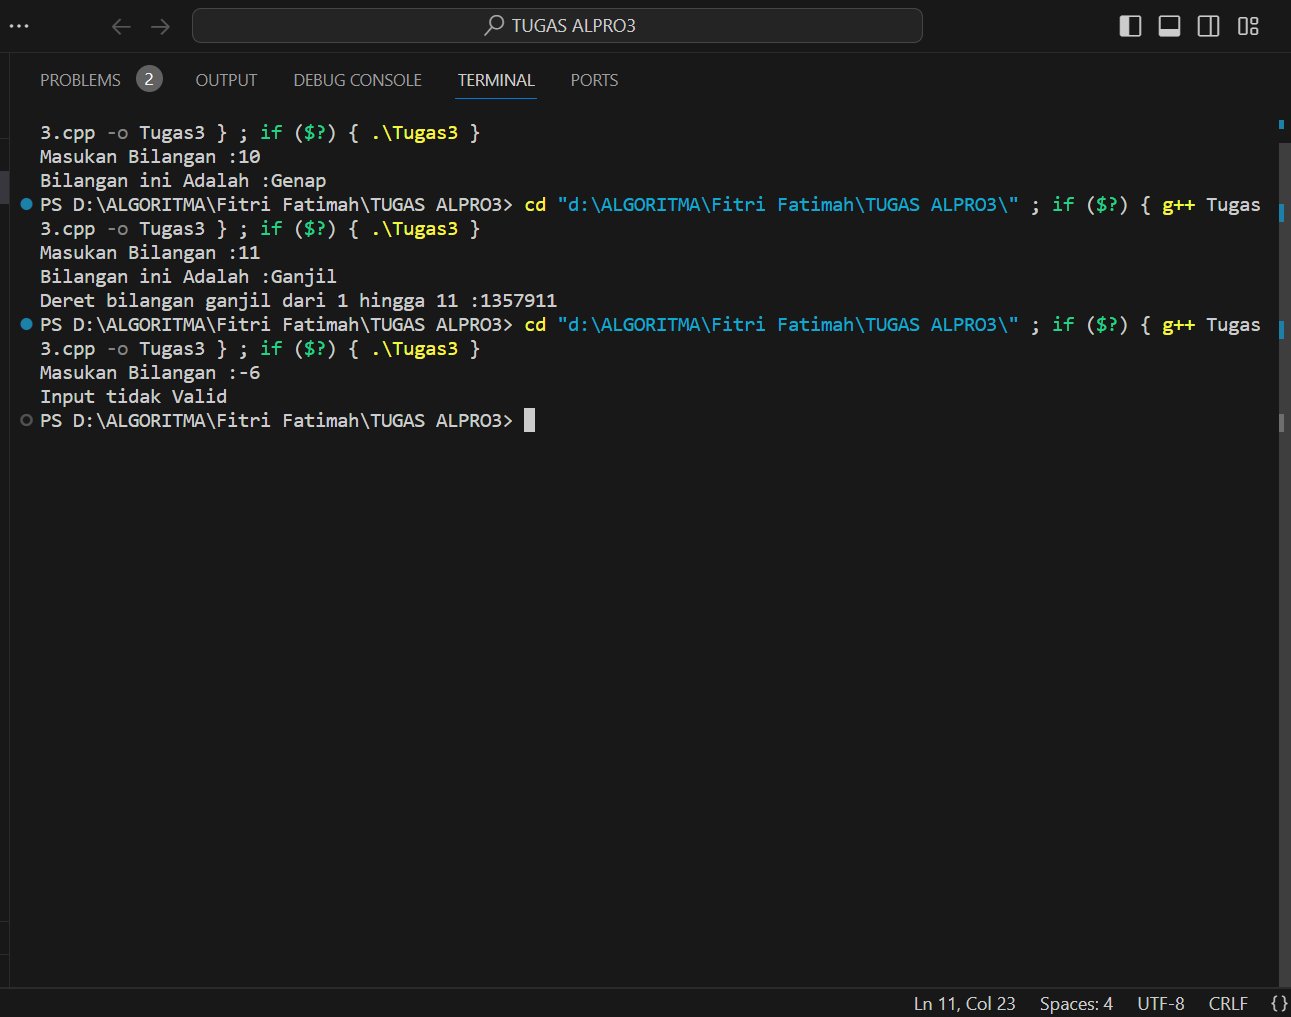 TUGAS ALPRO3
PROBLEMS 2 OUTPUT DEBUG CONSOLE TERMINAL PORTS
3.cpp -o Tugas3 } ; if ($?) { .\Tugas3 }
Masukan Bilangan :10
Bilangan ini Adalah :Genap
PS D:\ALGORITMA\Fitri Fatimah\TUGAS ALPRO3> cd "d:\ALGORITMA\Fitri Fatimah\TUGAS ALPRO3\" ; if ($?) { g++ Tugas
3.cpp -o Tugas3 } ; if ($?) { .\Tugas3 }
Masukan Bilangan :11
Bilangan ini Adalah :Ganjil
Deret bilangan ganjil dari 1 hingga 11 :1357911
PS D:\ALGORITMA\Fitri Fatimah\TUGAS ALPRO3> cd "d:\ALGORITMA\Fitri Fatimah\TUGAS ALPRO3\" ; if ($?) { g++ Tugas
3.cpp -o Tugas3 } ; if ($?) { .\Tugas3 }
Masukan Bilangan :-6
Input tidak Valid
PS D:\ALGORITMA\Fitri Fatimah\TUGAS ALPRO3>
Ln 11, Col 23 Spaces: 4 UTF-8 CRLF {}